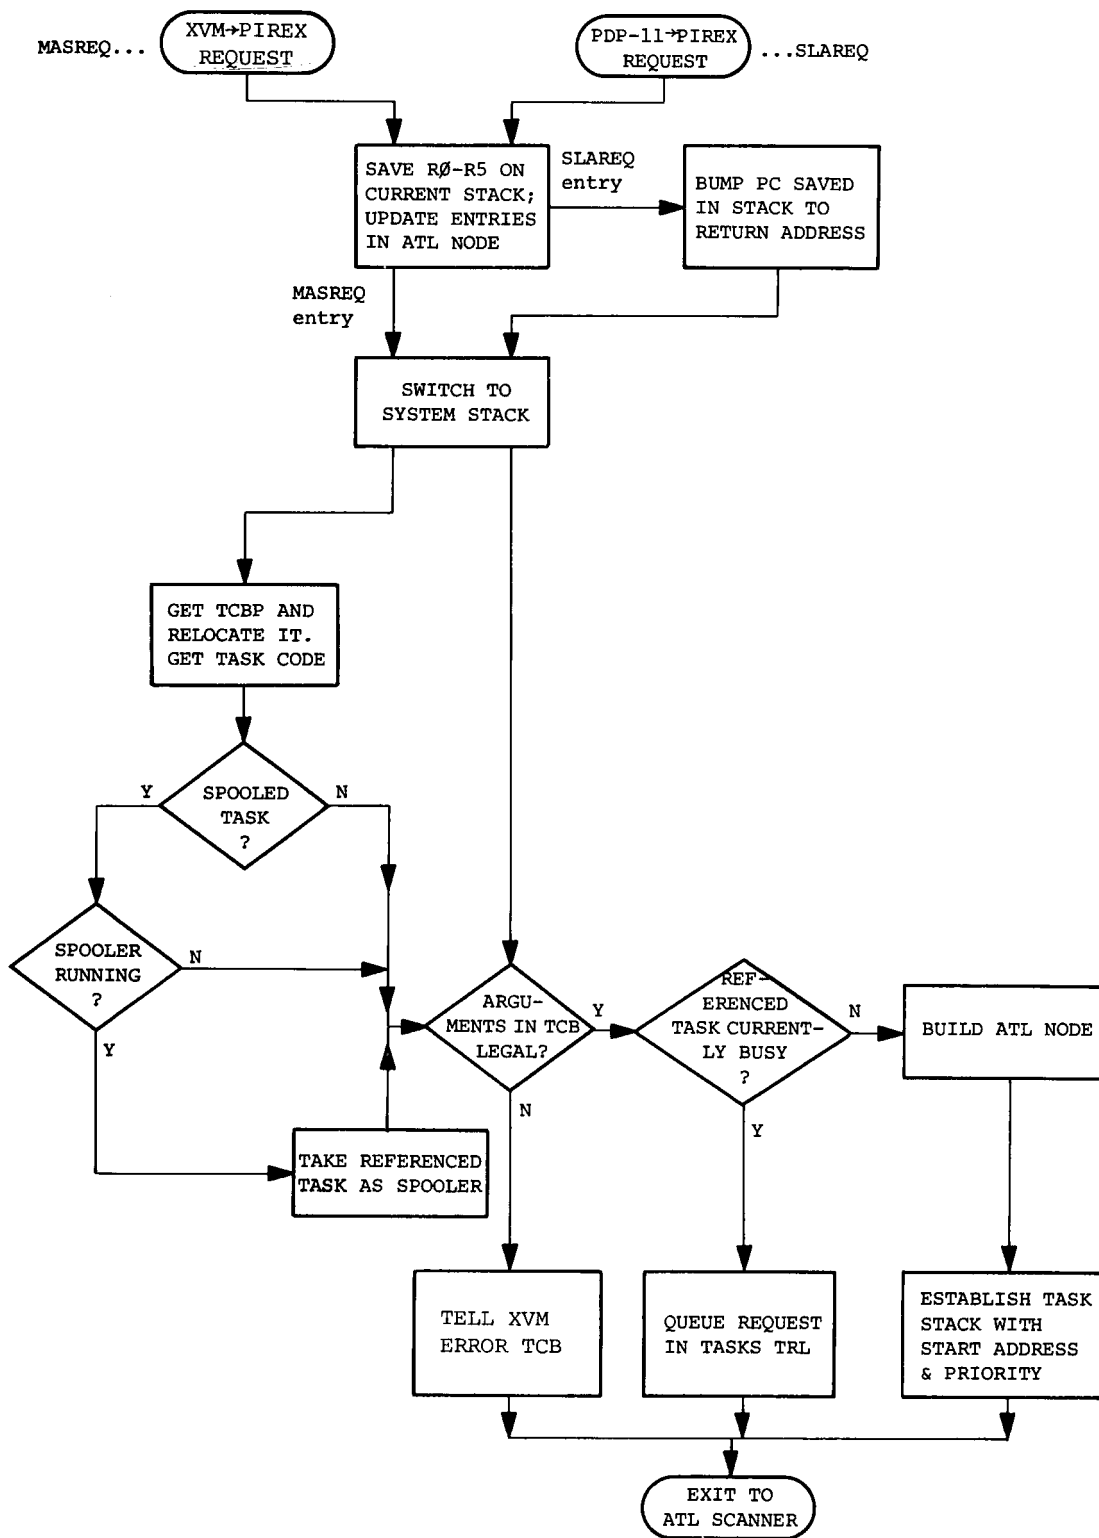 MASREQ...
XVM→PIREX
REQUEST
PDP-11→PIREX
REQUEST
...SLAREQ
SAVE RØ-R5 ON
CURRENT STACK;
UPDATE ENTRIES
IN ATL NODE
SLAREQ
entry
BUMP PC SAVED
IN STACK TO
RETURN ADDRESS
MASREQ
entry
SWITCH TO
SYSTEM STACK
GET TCBP AND
RELOCATE IT.
GET TASK CODE
Y
SPOOLED
TASK
?
N
SPOOLER
RUNNING
?
N
Y
TAKE REFERENCED
TASK AS SPOOLER
ARGU-
MENTS IN TCB
LEGAL?
Y
N
REF-
ERENCED
TASK CURRENT-
LY BUSY
?
N
Y
BUILD ATL NODE
TELL XVM
ERROR TCB
QUEUE REQUEST
IN TASKS TRL
ESTABLISH TASK
STACK WITH
START ADDRESS
& PRIORITY
EXIT TO
ATL SCANNER